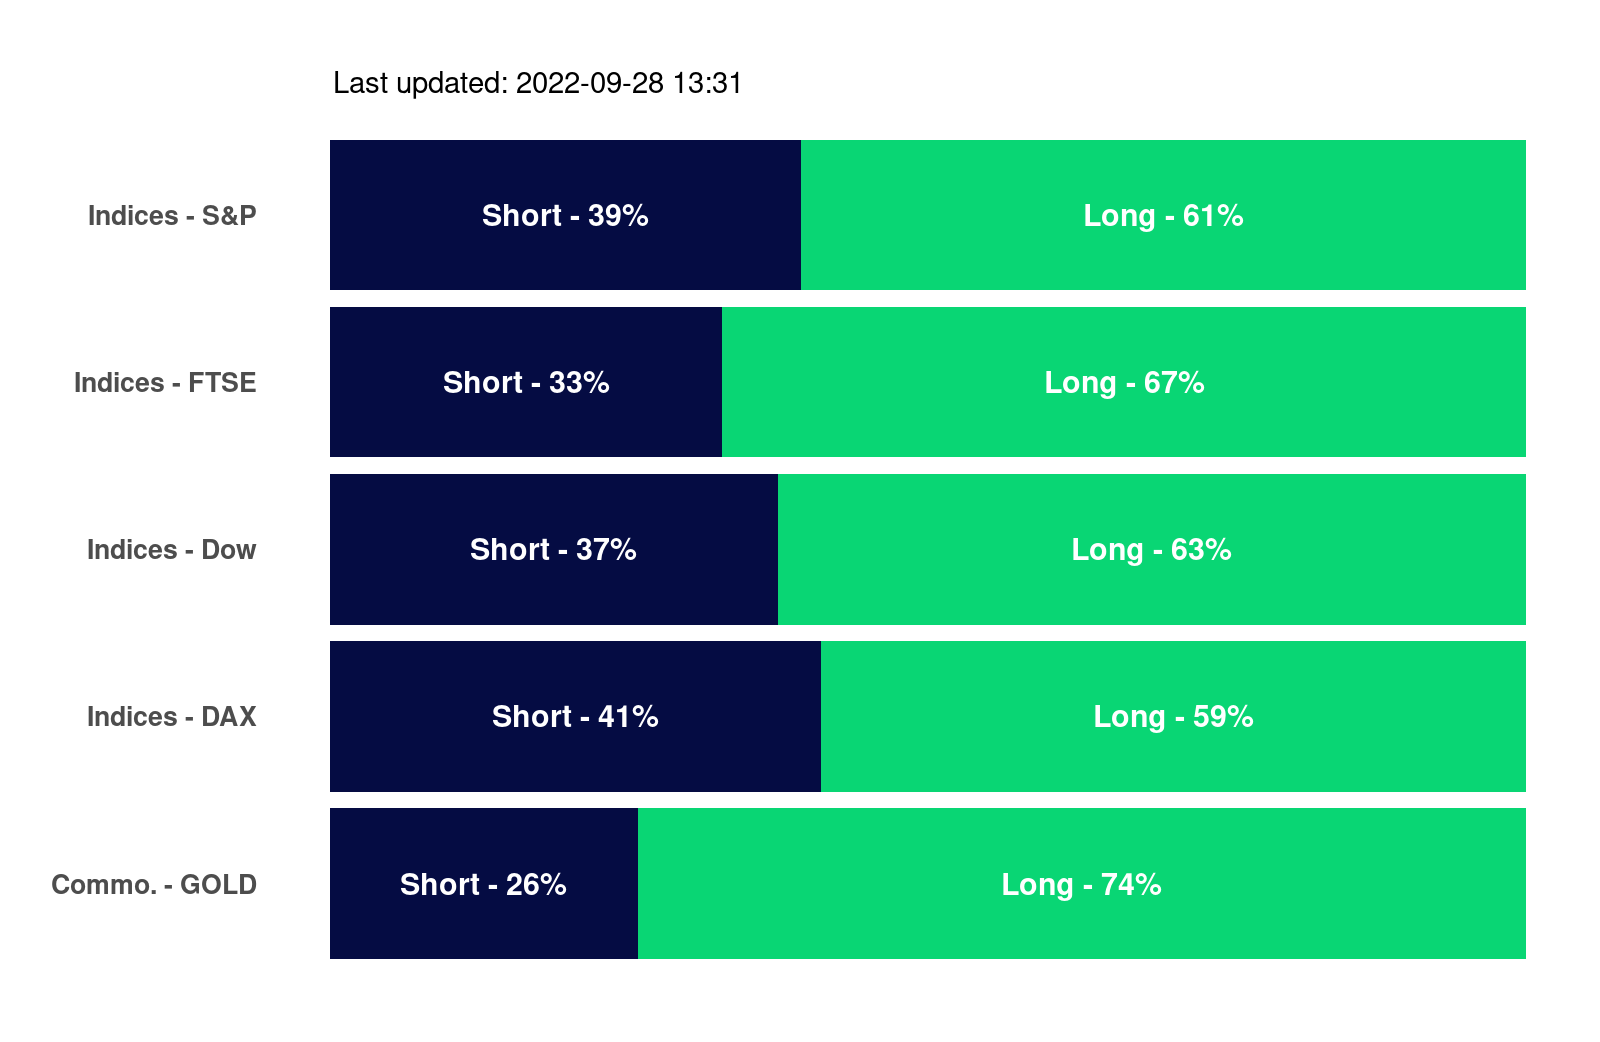 Last updated: 2022-09-28 13:31
Indices - S&P Short - 39% Long - 61%
Indices - FTSE Short - 33% Long - 67%
Indices - Dow Short - 37% Long - 63%
Indices - DAX Short - 41% Long - 59%
Commo. - GOLD Short - 26% Long - 74%